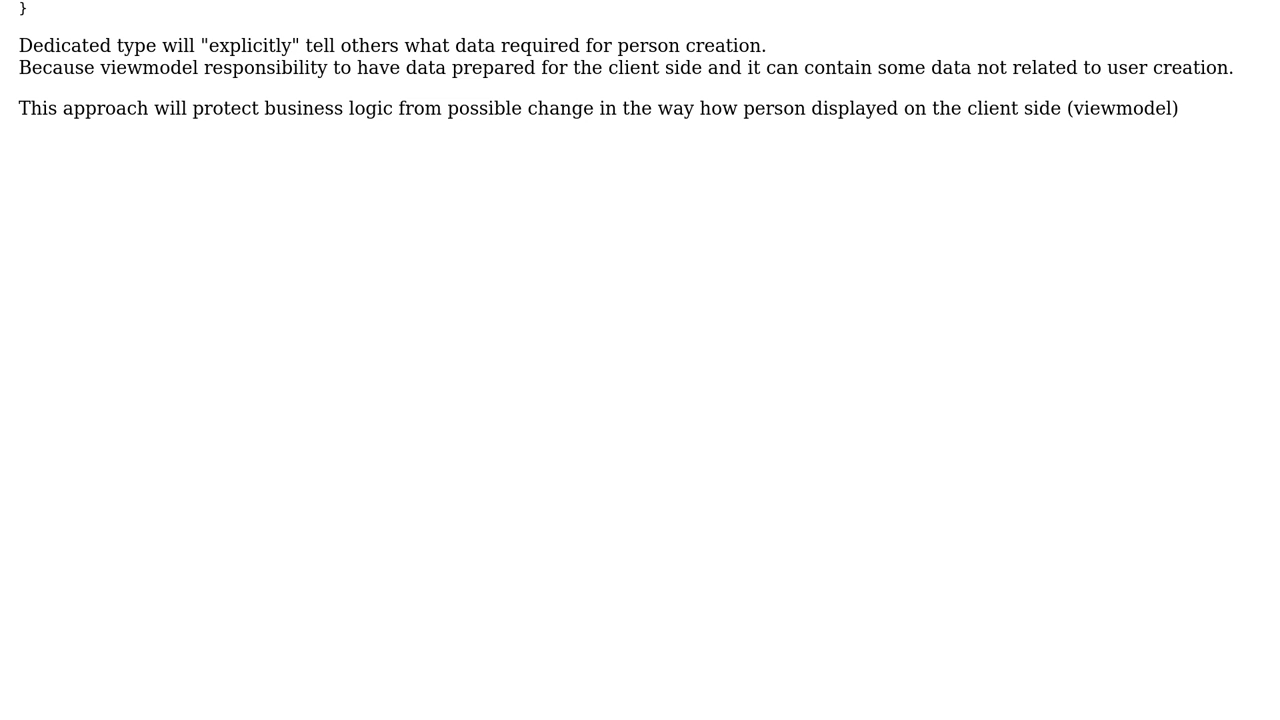 }
Dedicated type will "explicitly" tell others what data required for person creation.
Because viewmodel responsibility to have data prepared for the client side and it can contain some data not related to user creation.
This approach will protect business logic from possible change in the way how person displayed on the client side (viewmodel)